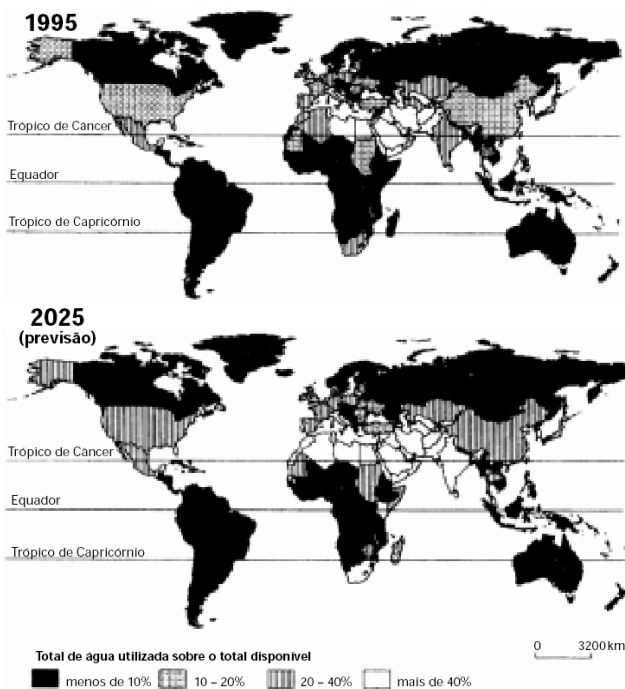 1995
Trópico de Câncer
Equador
Trópico de Capricórnio
2025
(previsão)
Trópico de Câncer
Equador
Trópico de Capricórnio
Total de água utilizada sobre o total disponível
0 3200km
menos de 10% 10 – 20% 20 – 40% mais de 40%